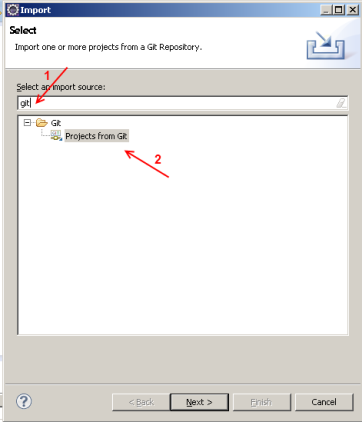 Import
Select
Import one or more projects from a Git Repository.
1
Select an import source:
git
Git
Projects from Git
2
?
< Back
Next >
Finish
Cancel